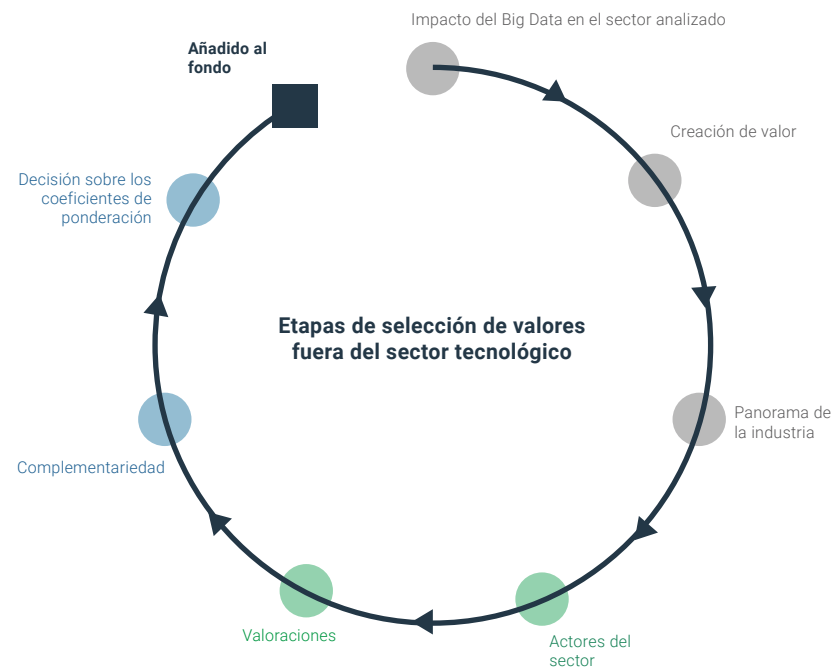 Impacto del Big Data en el sector analizado
Añadido al
fondo
Creación de valor
Decisión sobre los
coeficientes de
ponderación
Etapas de selección de valores
fuera del sector tecnológico
Panorama de
la industria
Complementariedad
Valoraciones
Actores del
sector